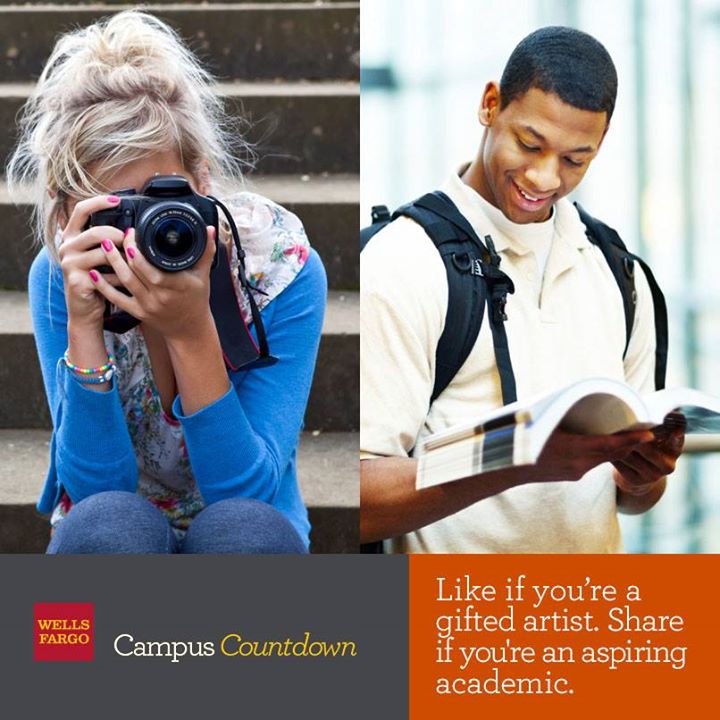 WELLS
FARGO
Campus Countdown
Like if you're a
gifted artist. Share
if you're an aspiring
academic.